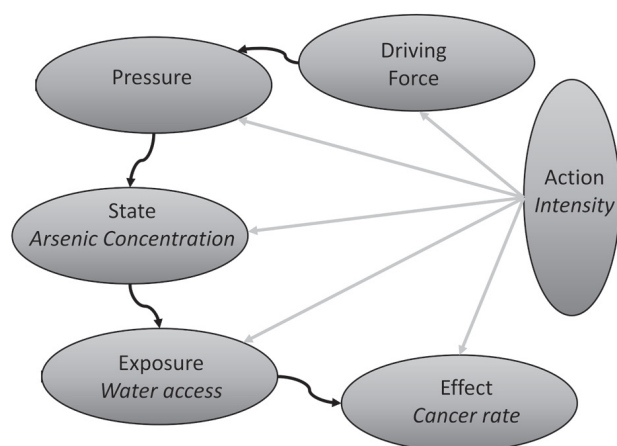 Driving
Force
Pressure
Action
Intensity
State
Arsenic Concentration
Exposure
Water access
Effect
Cancer rate